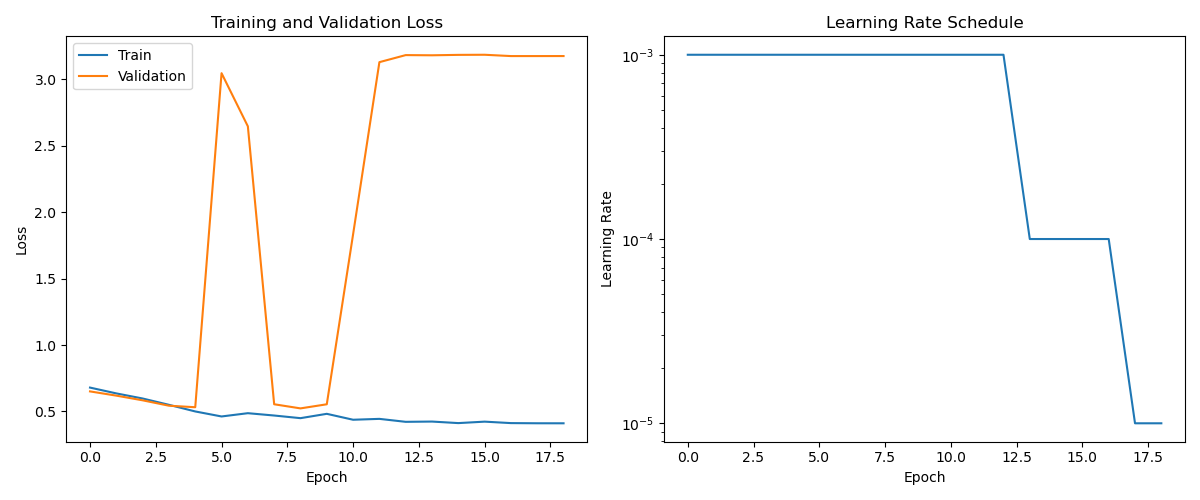 Training and Validation Loss
Train
Validation
3.0
2.5
2.0
1.5
1.0
0.5
Loss
0.0 2.5 5.0 7.5 10.0 12.5 15.0 17.5
Epoch
Learning Rate Schedule
10⁻³
10⁻⁴
10⁻⁵
Learning Rate
0.0 2.5 5.0 7.5 10.0 12.5 15.0 17.5
Epoch